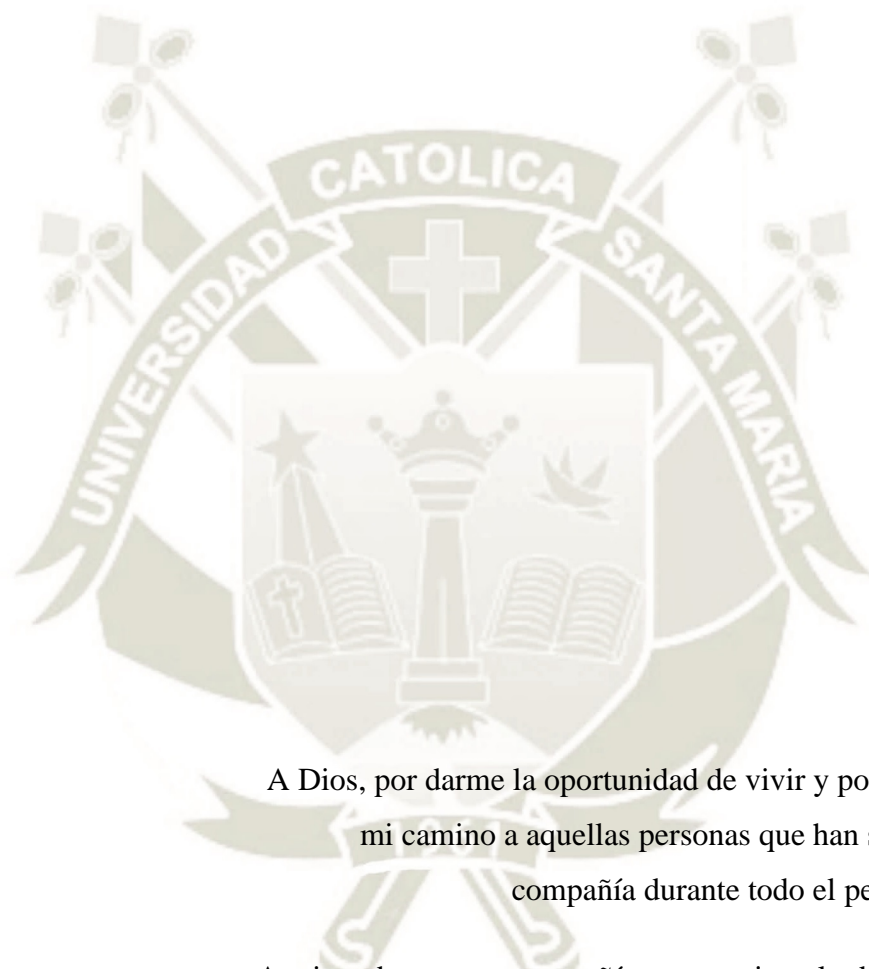 UNIVERSIDAD CATOLICA SANTA MARIA
A Dios, por darme la oportunidad de vivir y po
mi camino a aquellas personas que han s
1961
compañía durante todo el pe